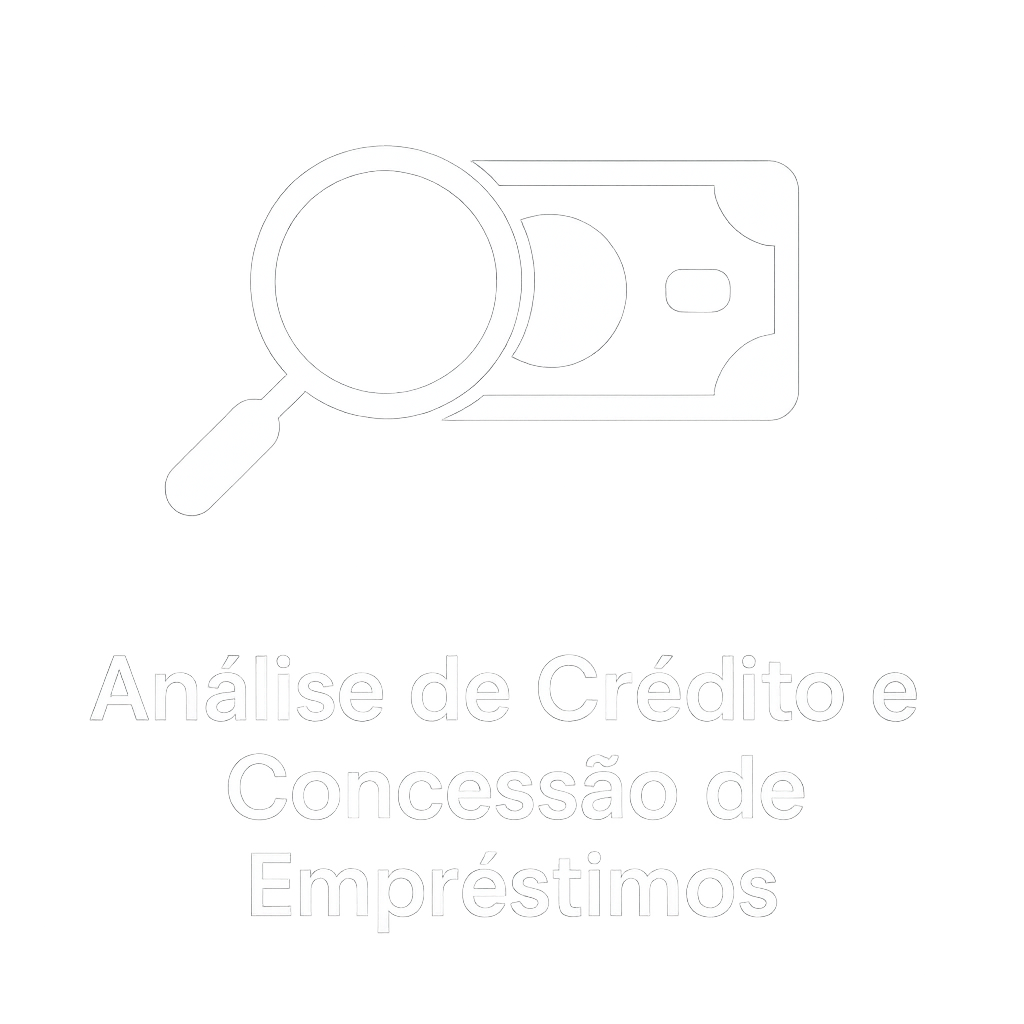 Análise de Crédito e
Concessão de
Empréstimos